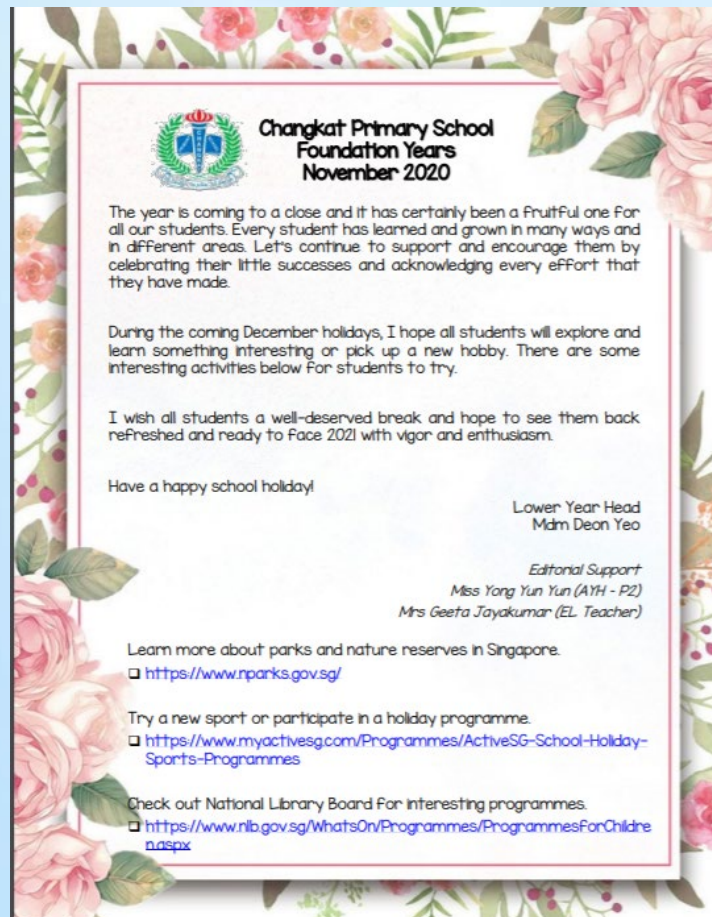 Changkat Primary School
Foundation Years
November 2020
The year is coming to a close and it has certainly been a fruitful one for
all our students. Every student has learned and grown in many ways and
in different areas. Let's continue to support and encourage them by
celebrating their little successes and acknowledging every effort that
they have made.
During the coming December holidays, I hope all students will explore and
learn something interesting or pick up a new hobby. There are some
interesting activities below for students to try.
I wish all students a well-deserved break and hope to see them back
refreshed and ready to face 2021 with vigor and enthusiasm.
Have a happy school holiday!
Lower Year Head
Mdm Deon Yeo
Editorial Support
Miss Yong Yun Yun (AYH - P2)
Mrs Geeta Jayakumar (EL Teacher)
Learn more about parks and nature reserves in Singapore.
❑ https://www.nparks.gov.sg/
Try a new sport or participate in a holiday programme.
❑ https://www.myactivesg.com/Programmes/ActiveSG-School-Holiday-
Sports-Programmes
Check out National Library Board for interesting programmes.
❑ https://www.nlb.gov.sg/WhatsOn/Programmes/ProgrammesforChildre
n.aspx